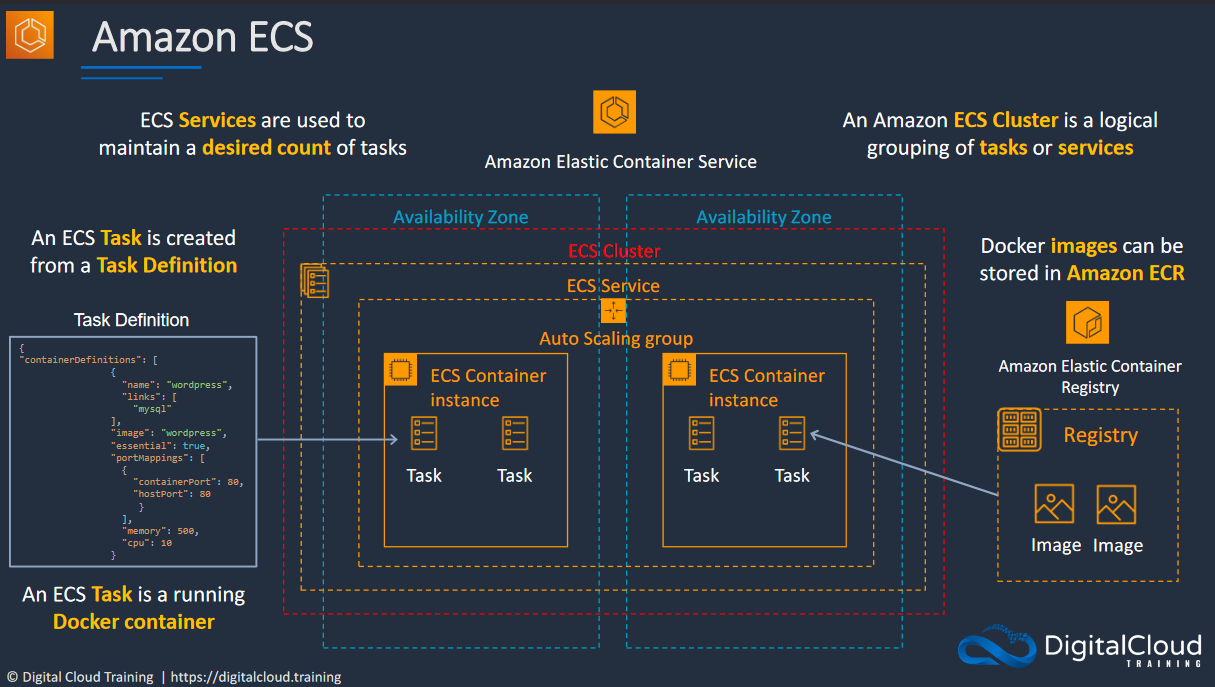 Amazon ECS
ECS Services are used to
maintain a desired count of tasks
Amazon Elastic Container Service
An Amazon ECS Cluster is a logical
grouping of tasks or services
An ECS Task is created
from a Task Definition
Task Definition
{
"containerDefinitions": [
{
"name": "wordpress",
"links": [
"mysql"
],
"image": "wordpress",
"essential": true,
"portMappings": [
{
"containerPort": 80,
"hostPort": 80
}
],
"memory": 500,
"cpu": 10
}
An ECS Task is a running
Docker container
Availability Zone
Availability Zone
ECS Cluster
ECS Service
Auto Scaling group
ECS Container
instance
Task
Task
ECS Container
instance
Task
Task
Docker images can be
stored in Amazon ECR
Amazon Elastic Container
Registry
Registry
Image
Image
DigitalCloud
TRAINING
© Digital Cloud Training | https://digitalcloud.training